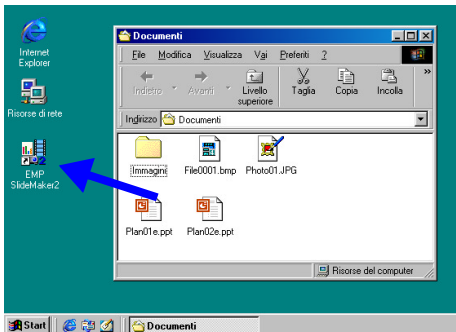 Internet
Explorer
Risorse di rete
EMP
SlideMaker2
Documenti
File Modifica Visualizza Vai Preferiti ?
Indietro Avanti Livello superiore Taglia Copia Incolla »
Indirizzo Documenti
Immagini File0001.bmp Photo01.JPG
Plan01e.ppt Plan02e.ppt
Risorse del computer
Start Documenti